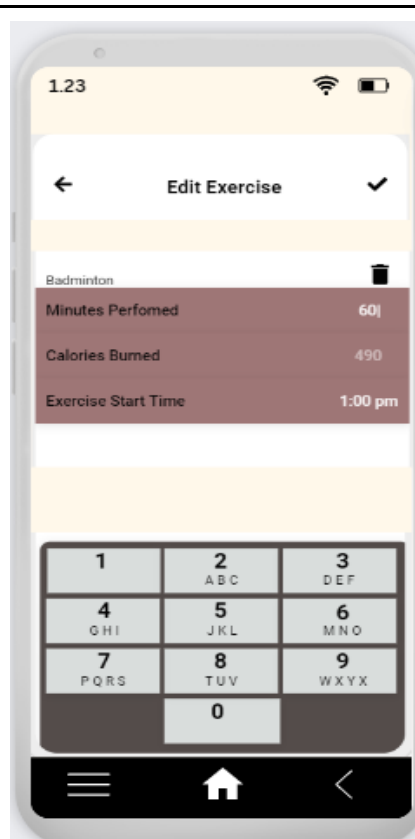 1.23
Edit Exercise
Badminton
Minutes Perfomed 60
Calories Burned 490
Exercise Start Time 1:00 pm
1 2 3
ABC DEF
4 5 6
GHI JKL MNO
7 8 9
PQRS TUV WXYX
0